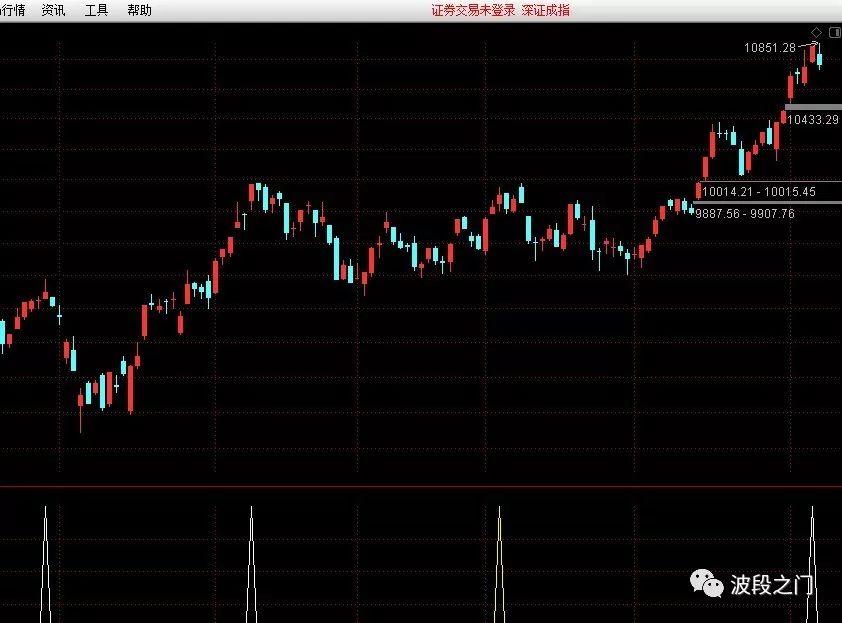 行情 资讯 工具 帮助 证券交易未登录 深证成指
10851.28
10433.29
10014.21 - 10015.45
9887.56 - 9907.76
波段之门